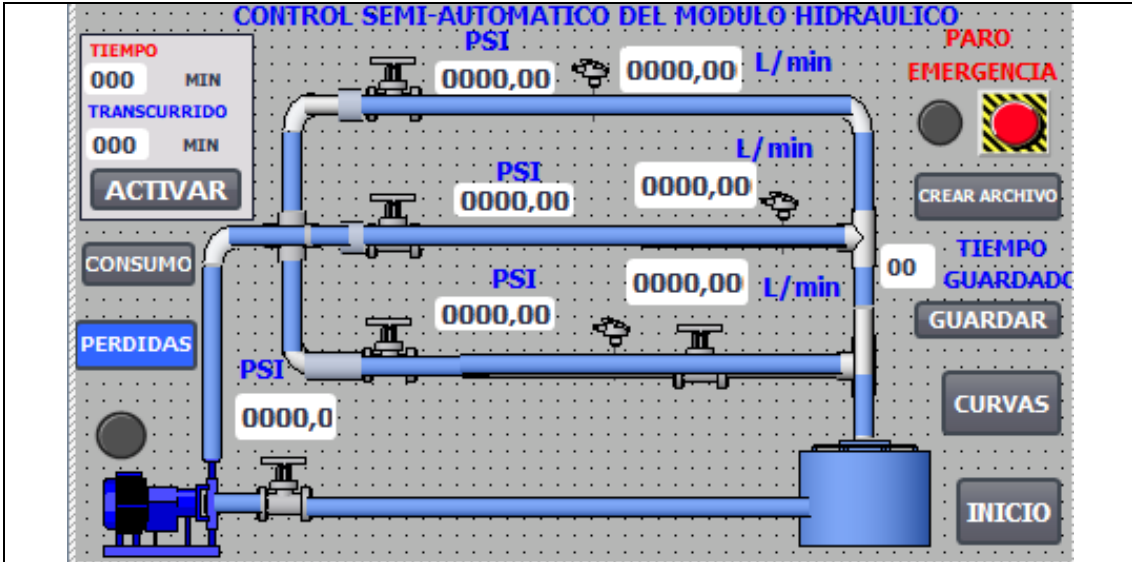 CONTROL SEMI-AUTOMATICO DEL MODULO HIDRAULICO
TIEMPO
000 MIN
TRANSCURRIDO
000 MIN
ACTIVAR
PSI
0000,00
0000,00 L/min
PARO
EMERGENCIA
L/min
PSI
0000,00
0000,00
CREAR ARCHIVO
CONSUMO
PERDIDAS
PSI
0000,00
0000,00 L/min
00
TIEMPO
GUARDADO
GUARDAR
PSI
0000,0
CURVAS
INICIO